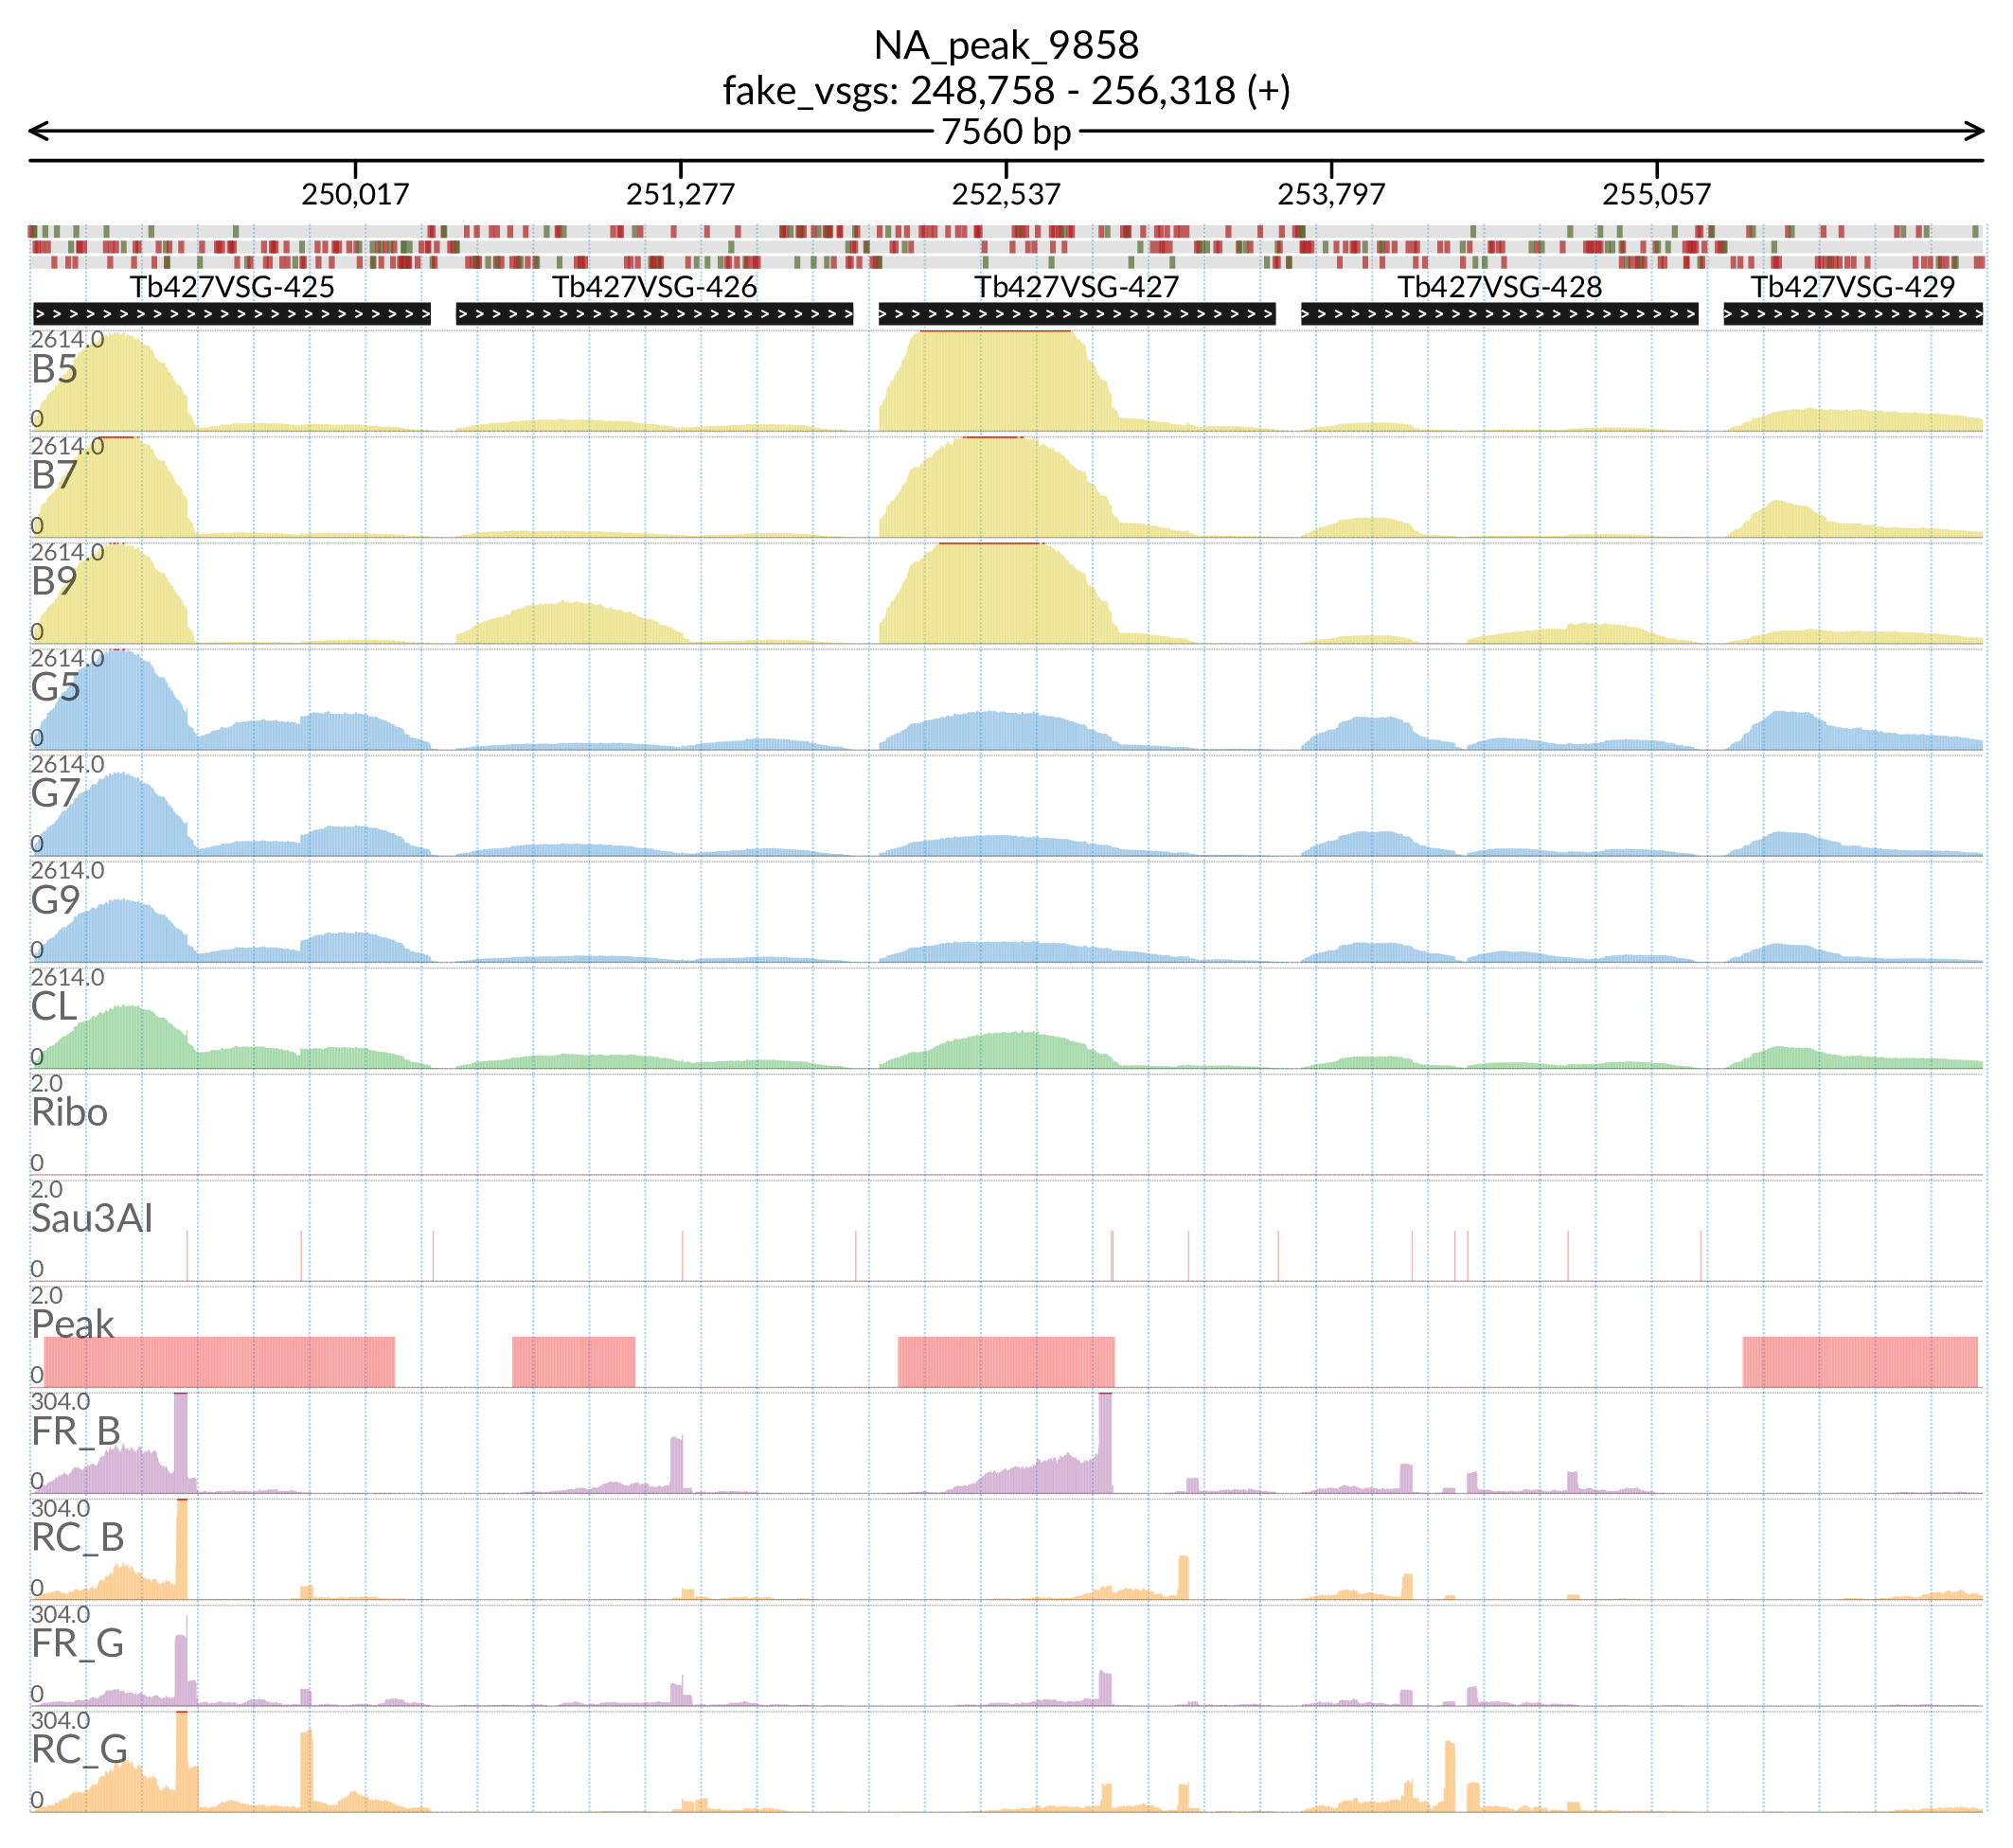 NA_peak_9858
fake_vsgs: 248,758 - 256,318 (+)
7560 bp
250,017 251,277 252,537 253,797 255,057
Tb427VSG-425 Tb427VSG-426 Tb427VSG-427 Tb427VSG-428 Tb427VSG-429
2614.0
B5
0
2614.0
B7
0
2614.0
B9
0
2614.0
G5
0
2614.0
G7
0
2614.0
G9
0
2614.0
CL
0
2.0
Ribo
0
2.0
Sau3AI
0
2.0
Peak
0
304.0
FR_B
0
304.0
RC_B
0
304.0
FR_G
0
304.0
RC_G
0